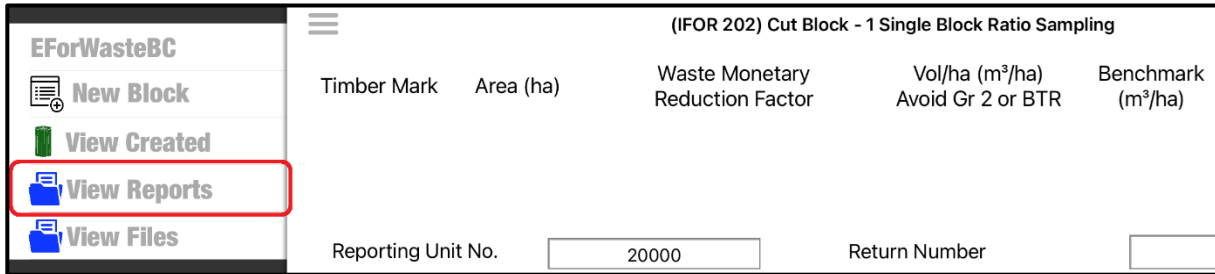 EForWasteBC
New Block
View Created
View Reports
View Files
(IFOR 202) Cut Block - 1 Single Block Ratio Sampling
Timber Mark
Area (ha)
Waste Monetary
Reduction Factor
Vol/ha (m³/ha)
Avoid Gr 2 or BTR
Benchmark
(m³/ha)
Reporting Unit No.
20000
Return Number